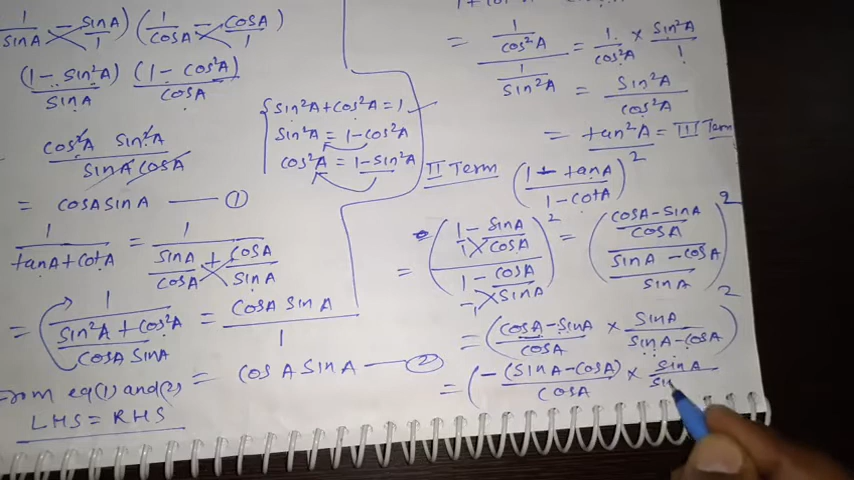 (1/sinA − sinA/1) (1/cosA − cosA/1)
(1 − sin²A)/sinA (1 − cos²A)/cosA
cos²A sin²A / sinA cosA
= cosA sinA —— ①
1/(tanA + cotA) = 1/(sinA/cosA + cosA/sinA)
= 1/((sin²A + cos²A)/(cosA sinA)) = cosA sinA / 1
= cosA sinA —— ②
From eq(1) and(2)
LHS = RHS
{ sin²A + cos²A = 1
sin²A = 1 − cos²A
cos²A = 1 − sin²A
= (1/cos²A)/(1/sin²A) = 1/cos²A × sin²A/1
= sin²A/cos²A
= tan²A = III Term
II Term ((1 − tanA)/(1 − cotA))²
= ((1/1 − sinA/cosA)/(1/1 − cosA/sinA))² = (((cosA − sinA)/cosA)/((sinA − cosA)/sinA))²
= ((cosA − sinA)/cosA × sinA/(sinA − cosA))²
= (−(sinA − cosA)/cosA × sinA/si